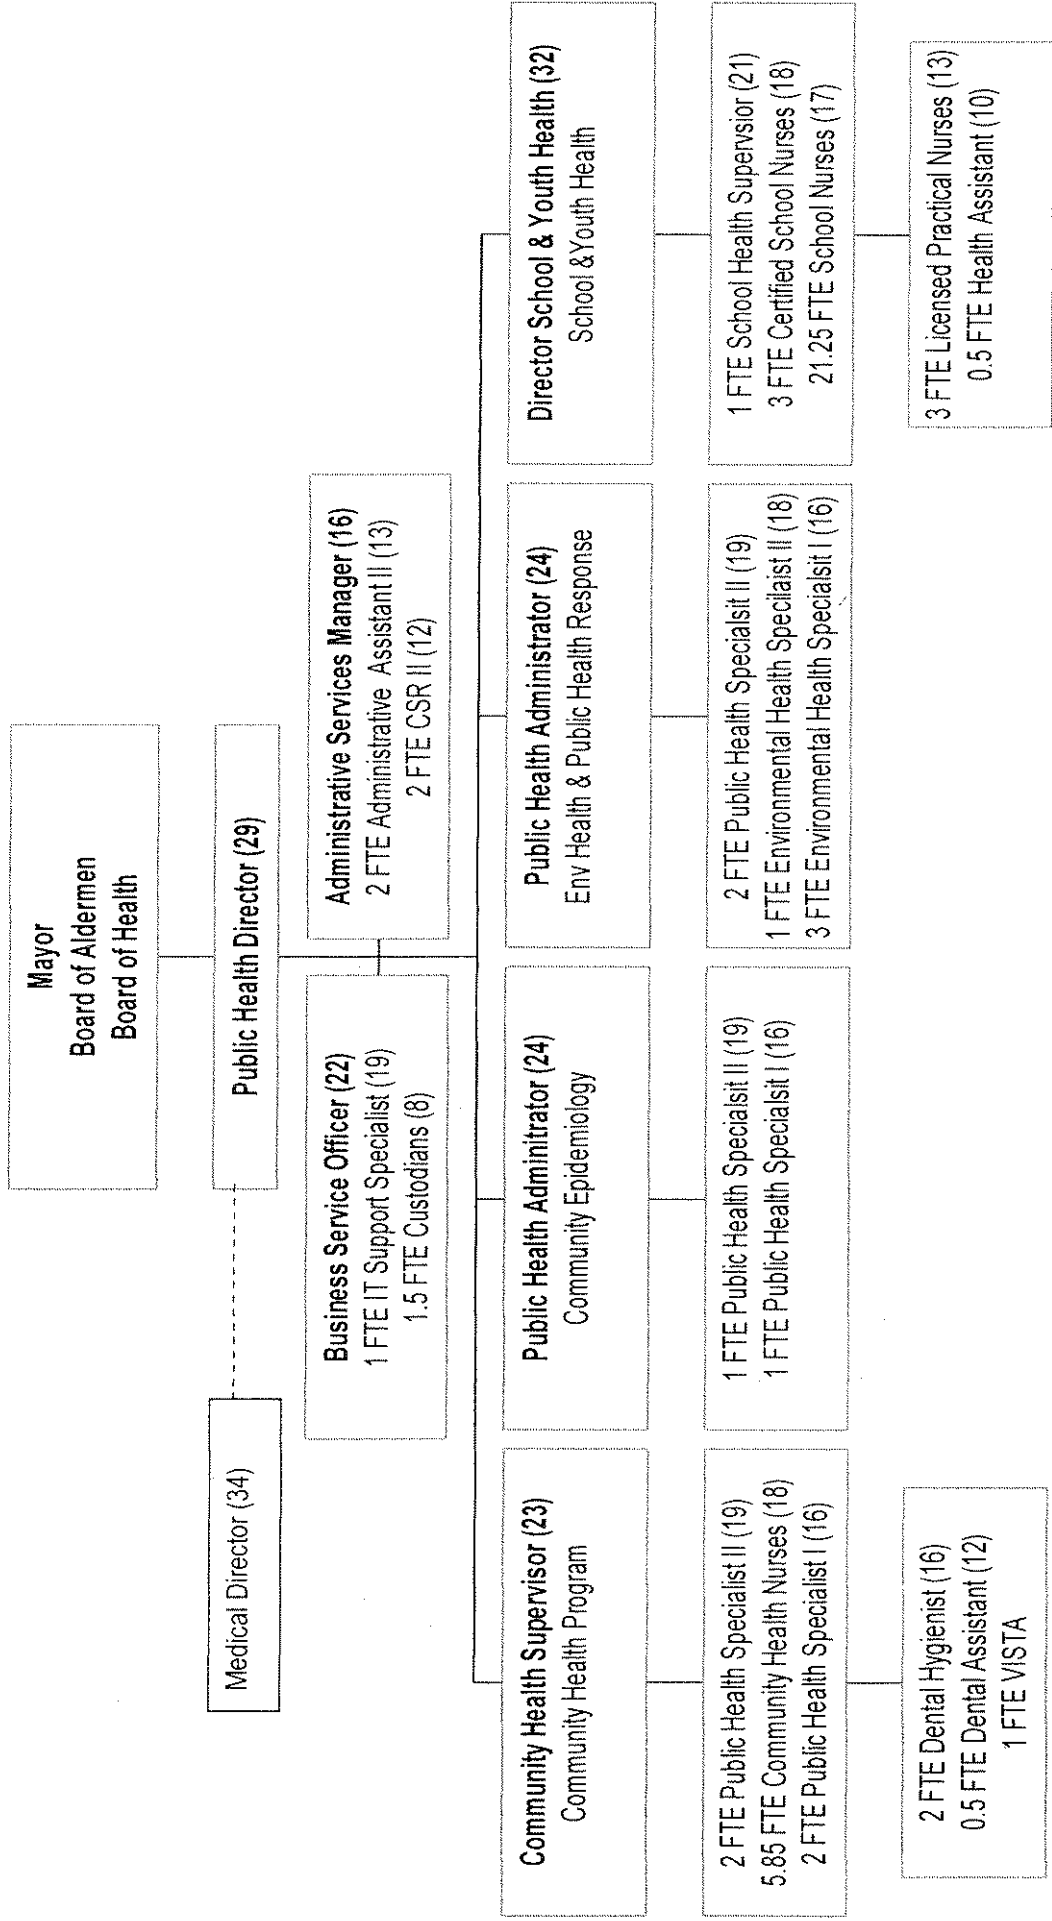 Mayor
Board of Aldermen
Board of Health
Public Health Director (29)
Medical Director (34)
Business Service Officer (22)
1 FTE IT Support Specialist (19)
1.5 FTE Custodians (8)
Administrative Services Manager (16)
2 FTE Administrative Assistant II (13)
2 FTE CSR II (12)
Community Health Supervisor (23)
Community Health Program
Public Health Adminitrator (24)
Community Epidemiology
Public Health Administrator (24)
Env Health & Public Health Response
Director School & Youth Health (32)
School &Youth Health
2 FTE Public Health Specialist II (19)
5.85 FTE Community Health Nurses (18)
2 FTE Public Health Specialist I (16)
1 FTE Public Health Specialsit II (19)
1 FTE Public Health Specialsit I (16)
2 FTE Public Health Specialsit II (19)
1 FTE Environmental Health Specilaist II (18)
3 FTE Environmental Health Specialsit I (16)
1 FTE School Health Supervsior (21)
3 FTE Certified School Nurses (18)
21.25 FTE School Nurses (17)
2 FTE Dental Hygienist (16)
0.5 FTE Dental Assistant (12)
1 FTE VISTA
3 FTE Licensed Practical Nurses (13)
0.5 FTE Health Assistant (10)